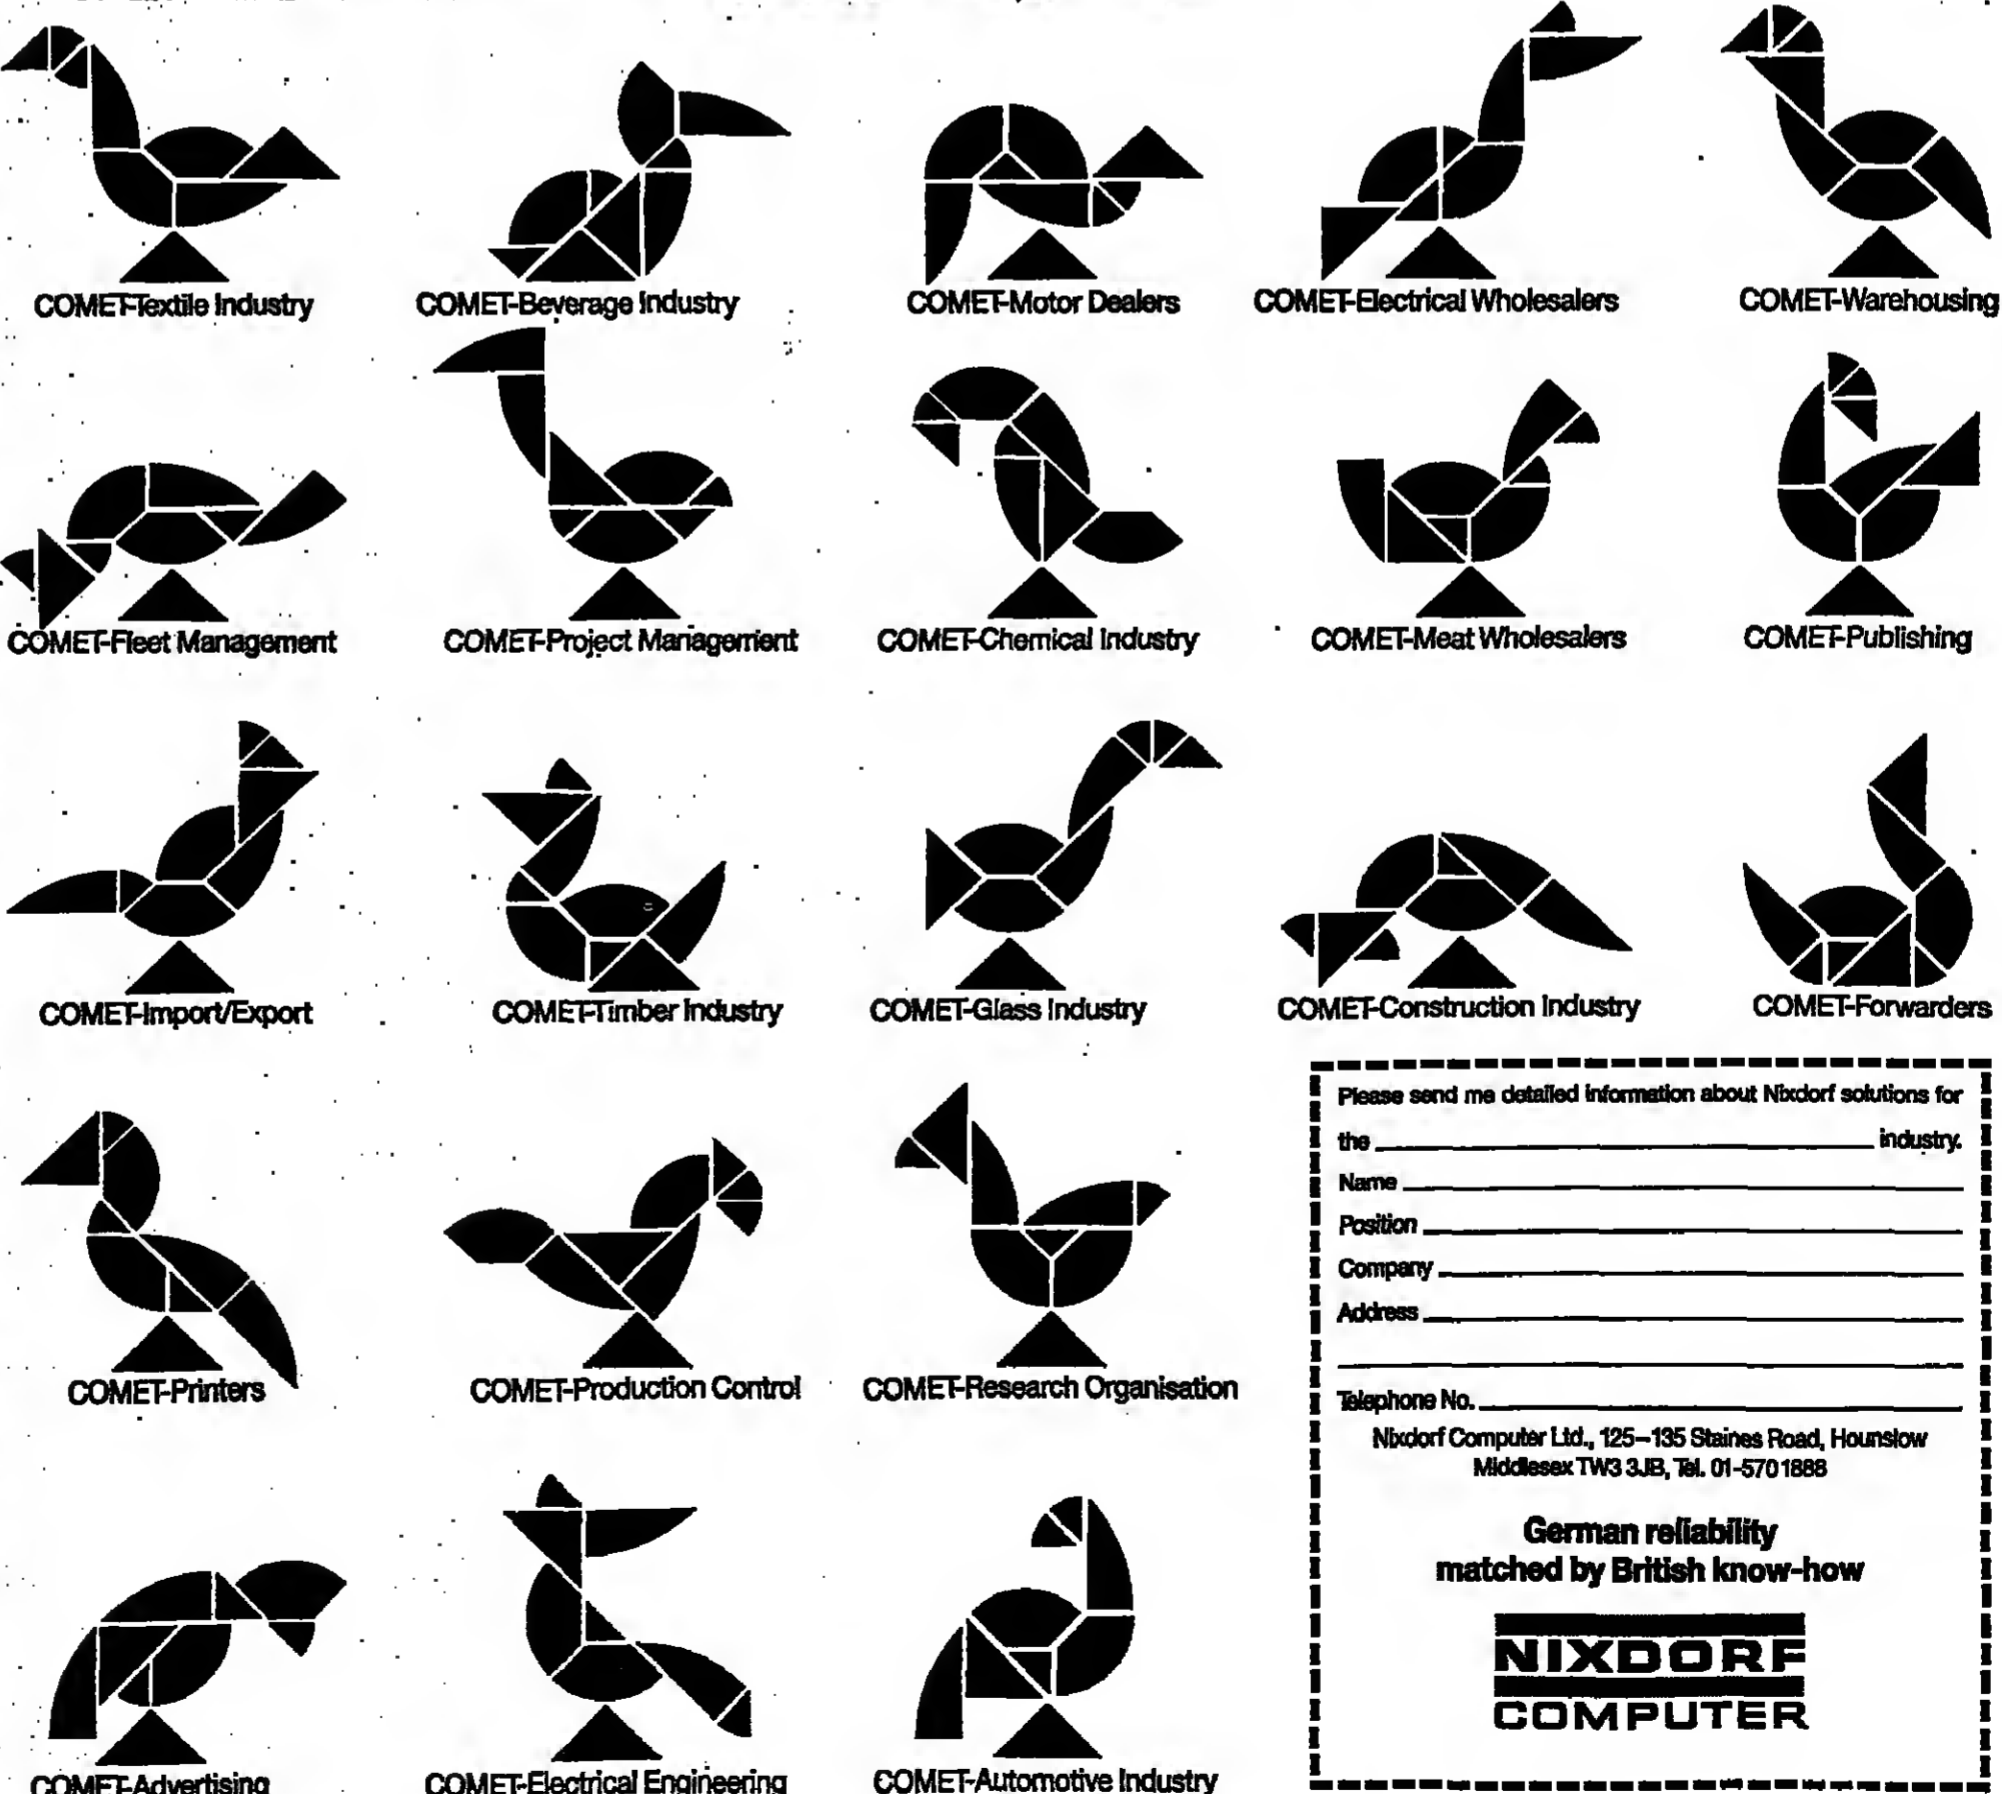 COMET-Textile Industry
COMET-Beverage Industry
COMET-Motor Dealers
COMET-Electrical Wholesalers
COMET-Warehousing
COMET-Fleet Management
COMET-Project Management
COMET-Chemical Industry
COMET-Meat Wholesalers
COMET-Publishing
COMET-Import/Export
COMET-Timber Industry
COMET-Glass Industry
COMET-Construction Industry
COMET-Forwarders
COMET-Printers
COMET-Production Control
COMET-Research Organisation
COMET-Advertising
COMET-Electrical Engineering
COMET-Automotive Industry
Please send me detailed information about Nixdorf solutions for
the industry.
Name
Position
Company
Address
Telephone No.
Nixdorf Computer Ltd., 125–135 Staines Road, Hounslow
Middlesex TW3 3JB, Tel. 01-570 1888
German reliability
matched by British know-how
NIXDORF
COMPUTER